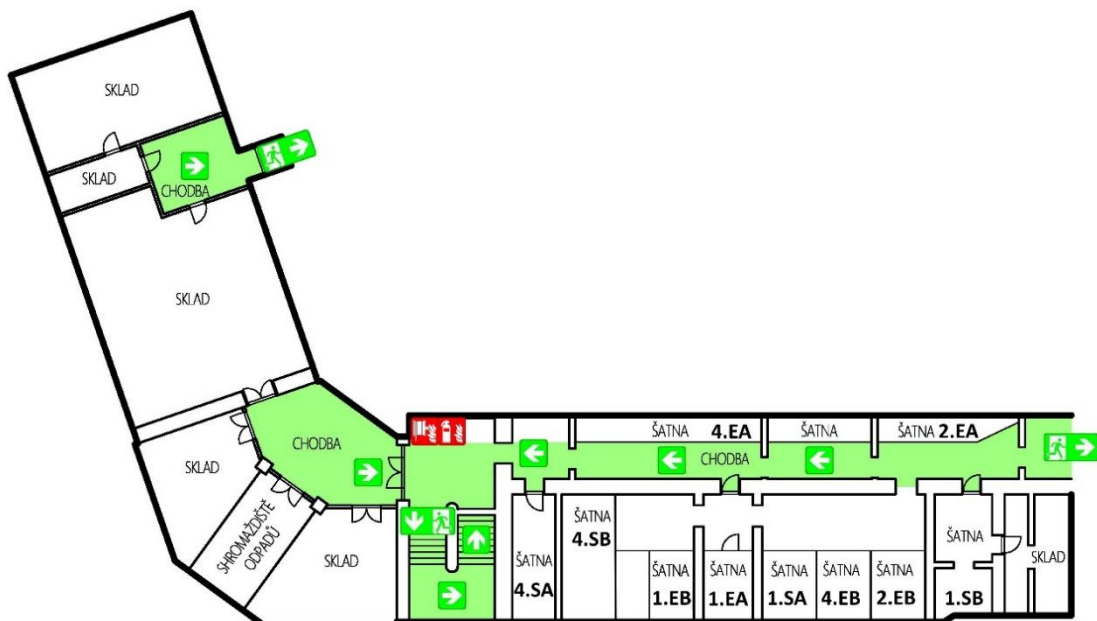 SKLAD
SKLAD
CHODBA
SKLAD
CHODBA
SKLAD
SHROMAŽDIŠTĚ
ODPADŮ
SKLAD
ŠATNA 4.EA
ŠATNA
ŠATNA 2.EA
CHODBA
ŠATNA
4.SB
ŠATNA
4.SA
ŠATNA
1.EB
ŠATNA
1.EA
ŠATNA
1.SA
ŠATNA
4.EB
ŠATNA
2.EB
ŠATNA
1.SB
SKLAD